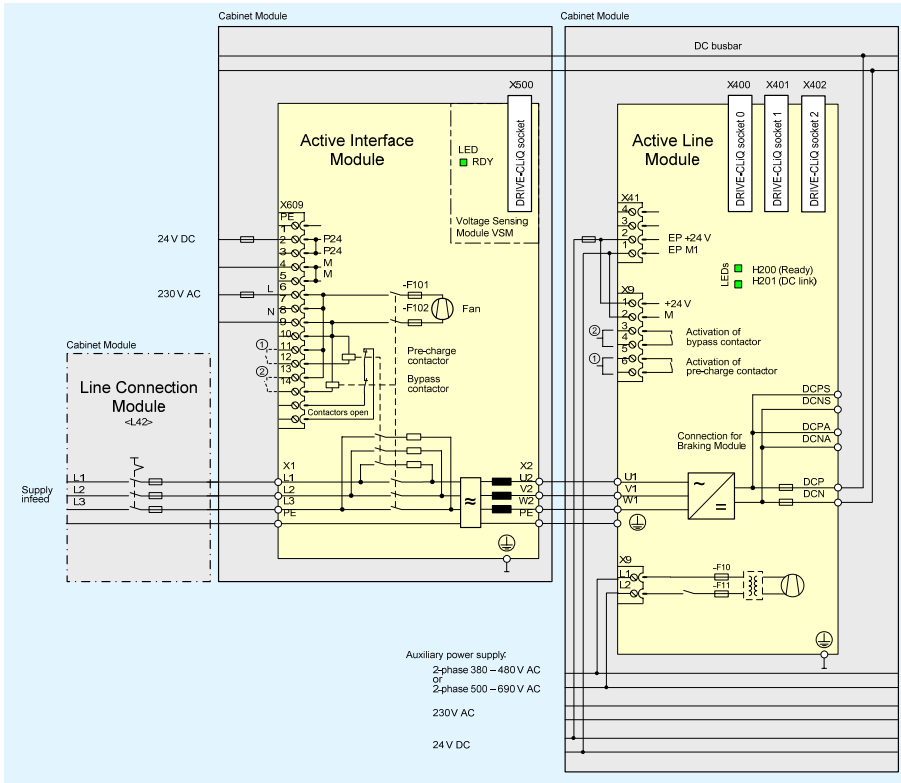 Cabinet Module
Cabinet Module
DC busbar
X500
X400
X401
X402
Active Interface
Module
LED
RDY
DRIVE-CLiQ socket
Voltage Sensing
Module VSM
Active Line
Module
DRIVE-CLiQ socket 0
DRIVE-CLiQ socket 1
DRIVE-CLiQ socket 2
X609
PE
1
2
3
4
5
6
7
8
9
10
11
12
13
14
P24
P24
M
M
24 V DC
230 V AC
L
N
-F101
-F102
Fan
①
②
Pre-charge
contactor
Bypass
contactor
Contactors open
X41
4
3
2
1
EP +24 V
EP M1
LEDs
H200 (Ready)
H201 (DC link)
X9
1
2
3
4
5
6
+24 V
M
②
①
Activation of
bypass contactor
Activation of
pre-charge contactor
Cabinet Module
Line Connection
Module
<L42>
Supply
infeed
L1
L2
L3
X1
L1
L2
L3
PE
≈
X2
U2
V2
W2
PE
U1
V1
W1
~
=
Connection for
Braking Module
DCPS
DCNS
DCPA
DCNA
DCP
DCN
X9
L1
L2
-F10
-F11
Auxiliary power supply:
2-phase 380 – 480 V AC
or
2-phase 500 – 690 V AC
230 V AC
24 V DC